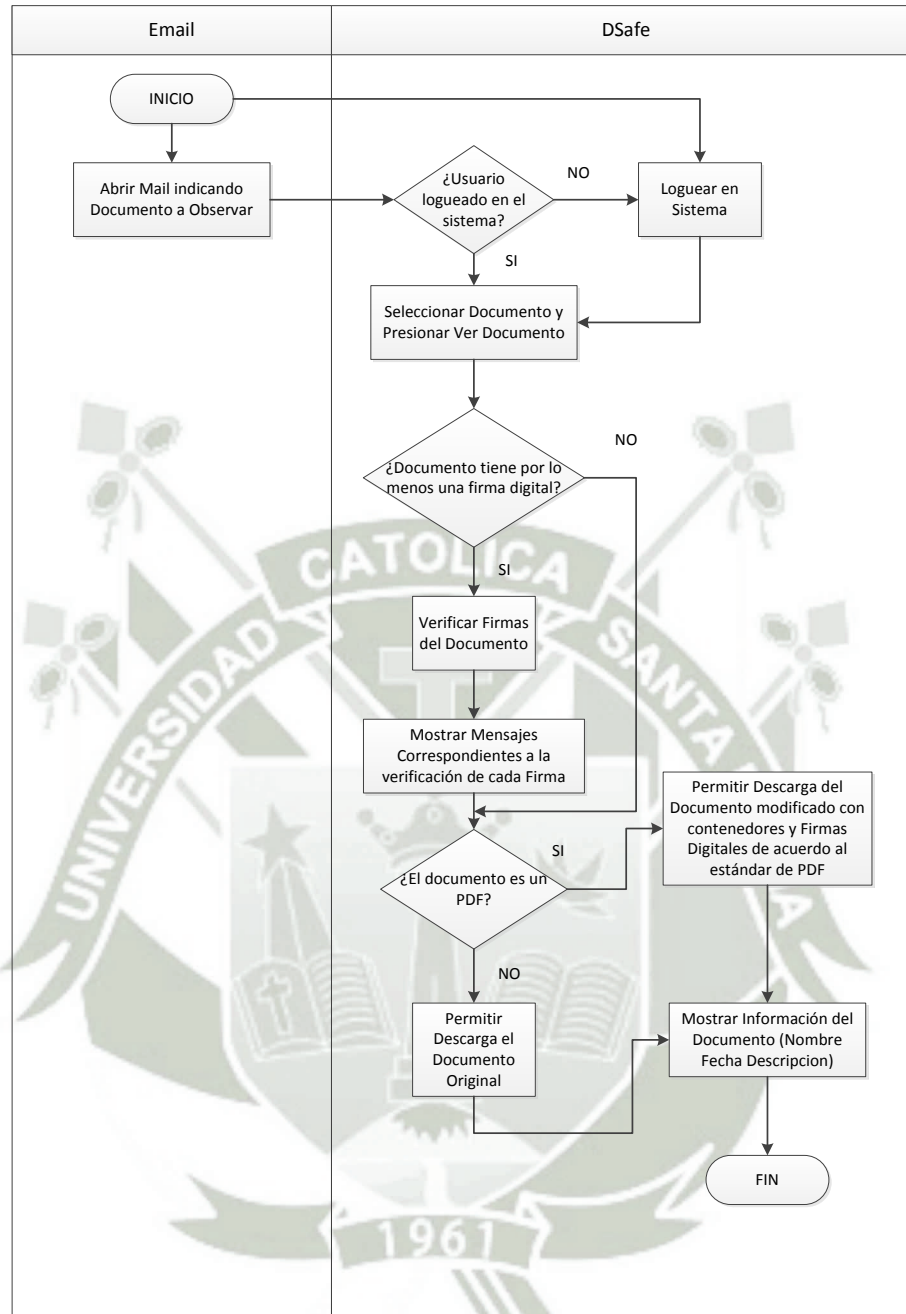 Email
DSafe
INICIO
Abrir Mail indicando
Documento a Observar
¿Usuario
logueado en el
sistema?
NO
Loguear en
Sistema
SI
Seleccionar Documento y
Presionar Ver Documento
¿Documento tiene por lo
menos una firma digital?
NO
SI
Verificar Firmas
del Documento
Mostrar Mensajes
Correspondientes a la
verificación de cada Firma
¿El documento es un
PDF?
SI
Permitir Descarga del
Documento modificado con
contenedores y Firmas
Digitales de acuerdo al
estándar de PDF
NO
Permitir
Descarga el
Documento
Original
Mostrar Información del
Documento (Nombre
Fecha Descripcion)
FIN
UNIVERSIDAD
CATOLICA
SANTA
1961